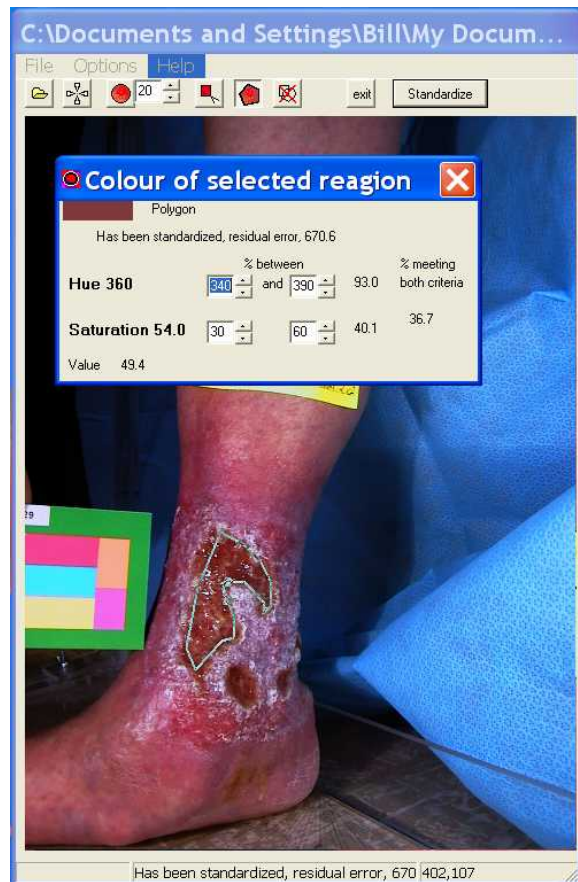 C:\Documents and Settings\Bill\My Docum...
File Options Help
20 exit Standardize
Colour of selected reagion
Polygon
Has been standardized, residual error, 670.6
% between % meeting
Hue 360 340 and 390 93.0 both criteria
Saturation 54.0 30 60 40.1 36.7
Value 49.4
29
Has been standardized, residual error, 670 402,107